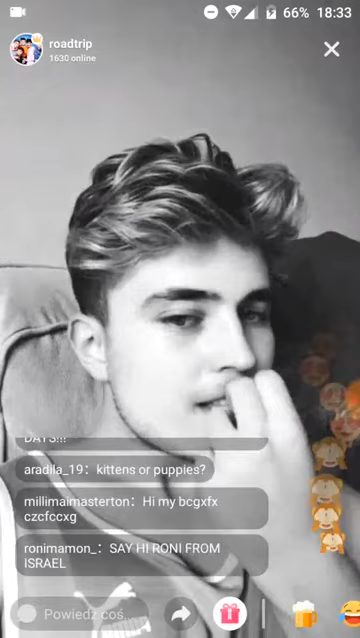 66% 18:33
roadtrip
1630 online
DAYS!!!
aradila_19: kittens or puppies?
millimaimasterton: Hi my bcgxfx
czcfccxg
ronimamon_: SAY HI RONI FROM
ISRAEL
Powiedz coś